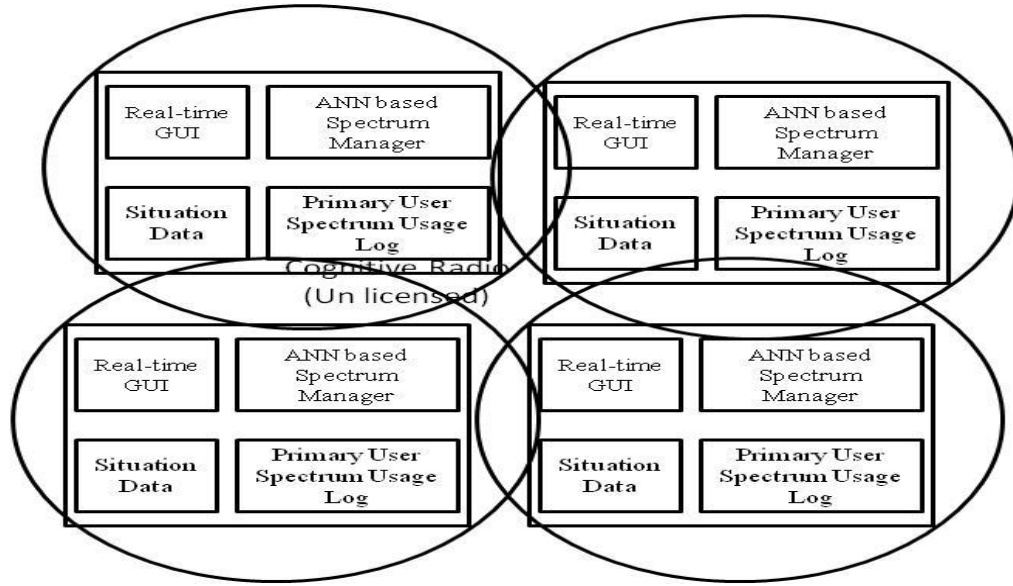 Real-time
GUI
ANN based
Spectrum
Manager
Situation
Data
Primary User
Spectrum Usage
Log
Real-time
GUI
ANN based
Spectrum
Manager
Situation
Data
Primary User
Spectrum Usage
Log
Cognitive Radio
(Un licensed)
Real-time
GUI
ANN based
Spectrum
Manager
Situation
Data
Primary User
Spectrum Usage
Log
Real-time
GUI
ANN based
Spectrum
Manager
Situation
Data
Primary User
Spectrum Usage
Log